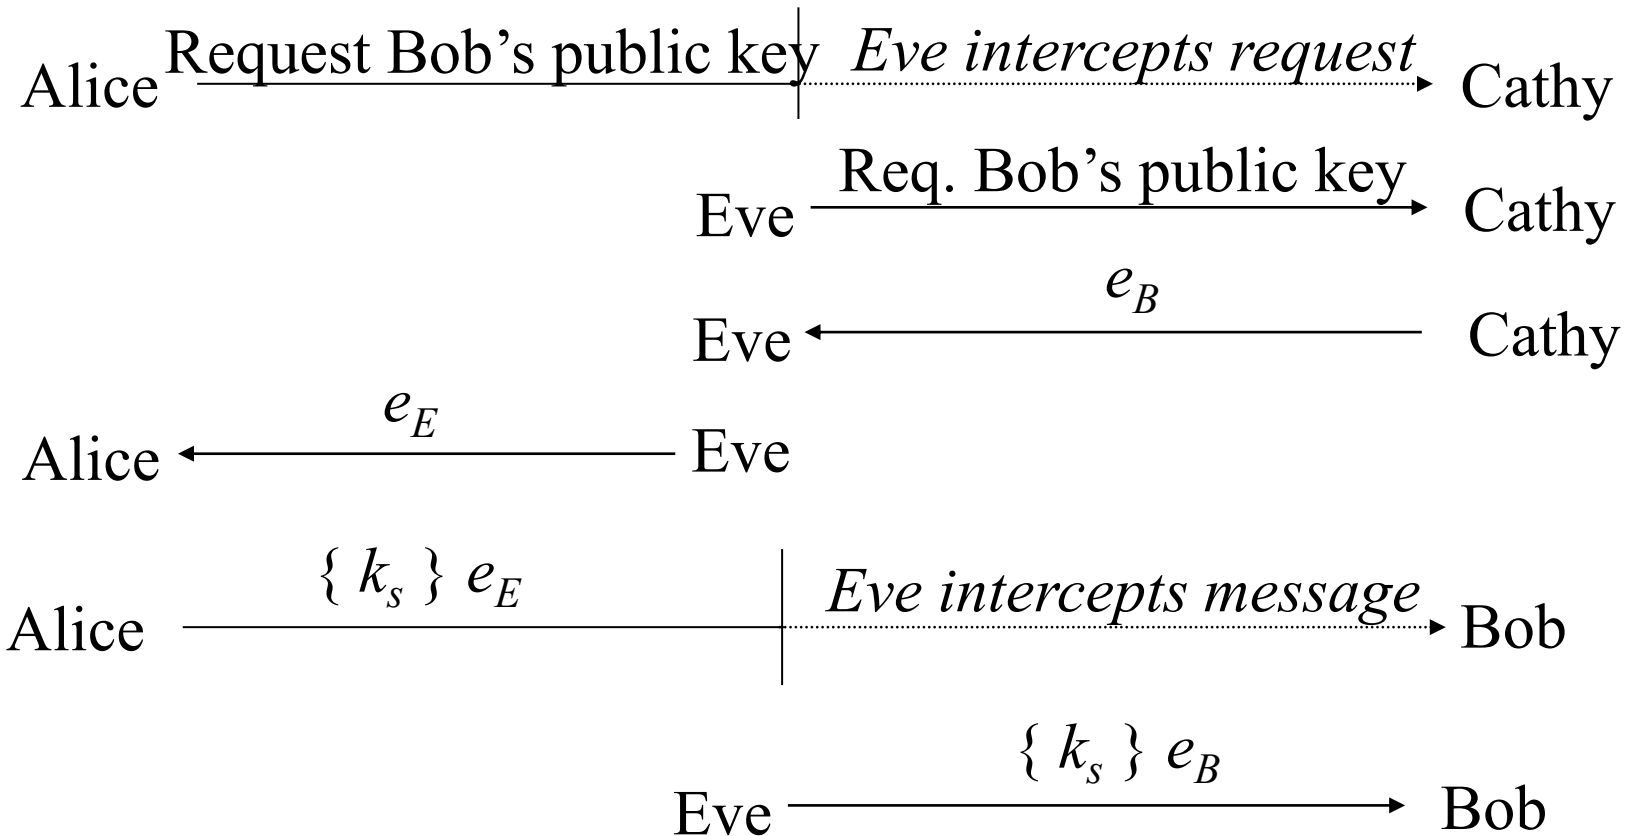 Alice Request Bob’s public key Eve intercepts request Cathy
Eve Req. Bob’s public key Cathy
Eve e_B Cathy
Alice e_E Eve
Alice { k_s } e_E Eve intercepts message Bob
Eve { k_s } e_B Bob